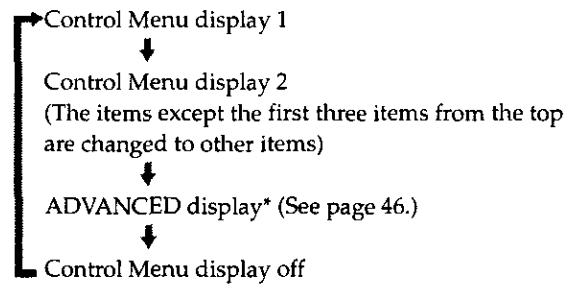 Control Menu display 1
Control Menu display 2
(The items except the first three items from the top
are changed to other items)
ADVANCED display* (See page 46.)
Control Menu display off